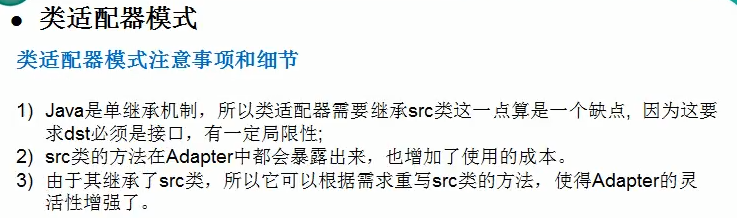 ● 类适配器模式
类适配器模式注意事项和细节
1) Java是单继承机制，所以类适配器需要继承src类这一点算是一个缺点, 因为这要
求dst必须是接口，有一定局限性;
2) src类的方法在Adapter中都会暴露出来，也增加了使用的成本。
3) 由于其继承了src类，所以它可以根据需求重写src类的方法，使得Adapter的灵
活性增强了。